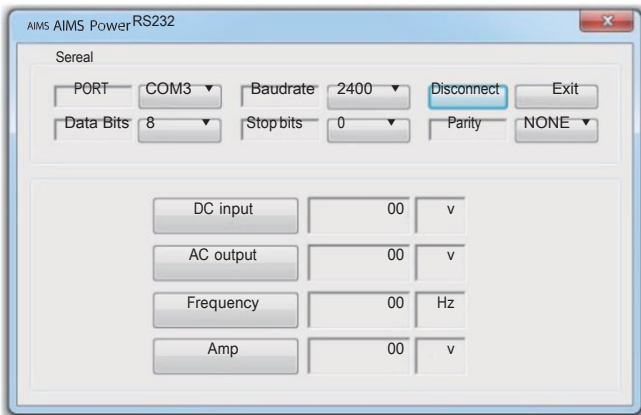 AIMS AIMS Power RS232
Sereal
PORT COM3 Baudrate 2400 Disconnect Exit
Data Bits 8 Stop bits 0 Parity NONE
DC input 00 v
AC output 00 v
Frequency 00 Hz
Amp 00 v